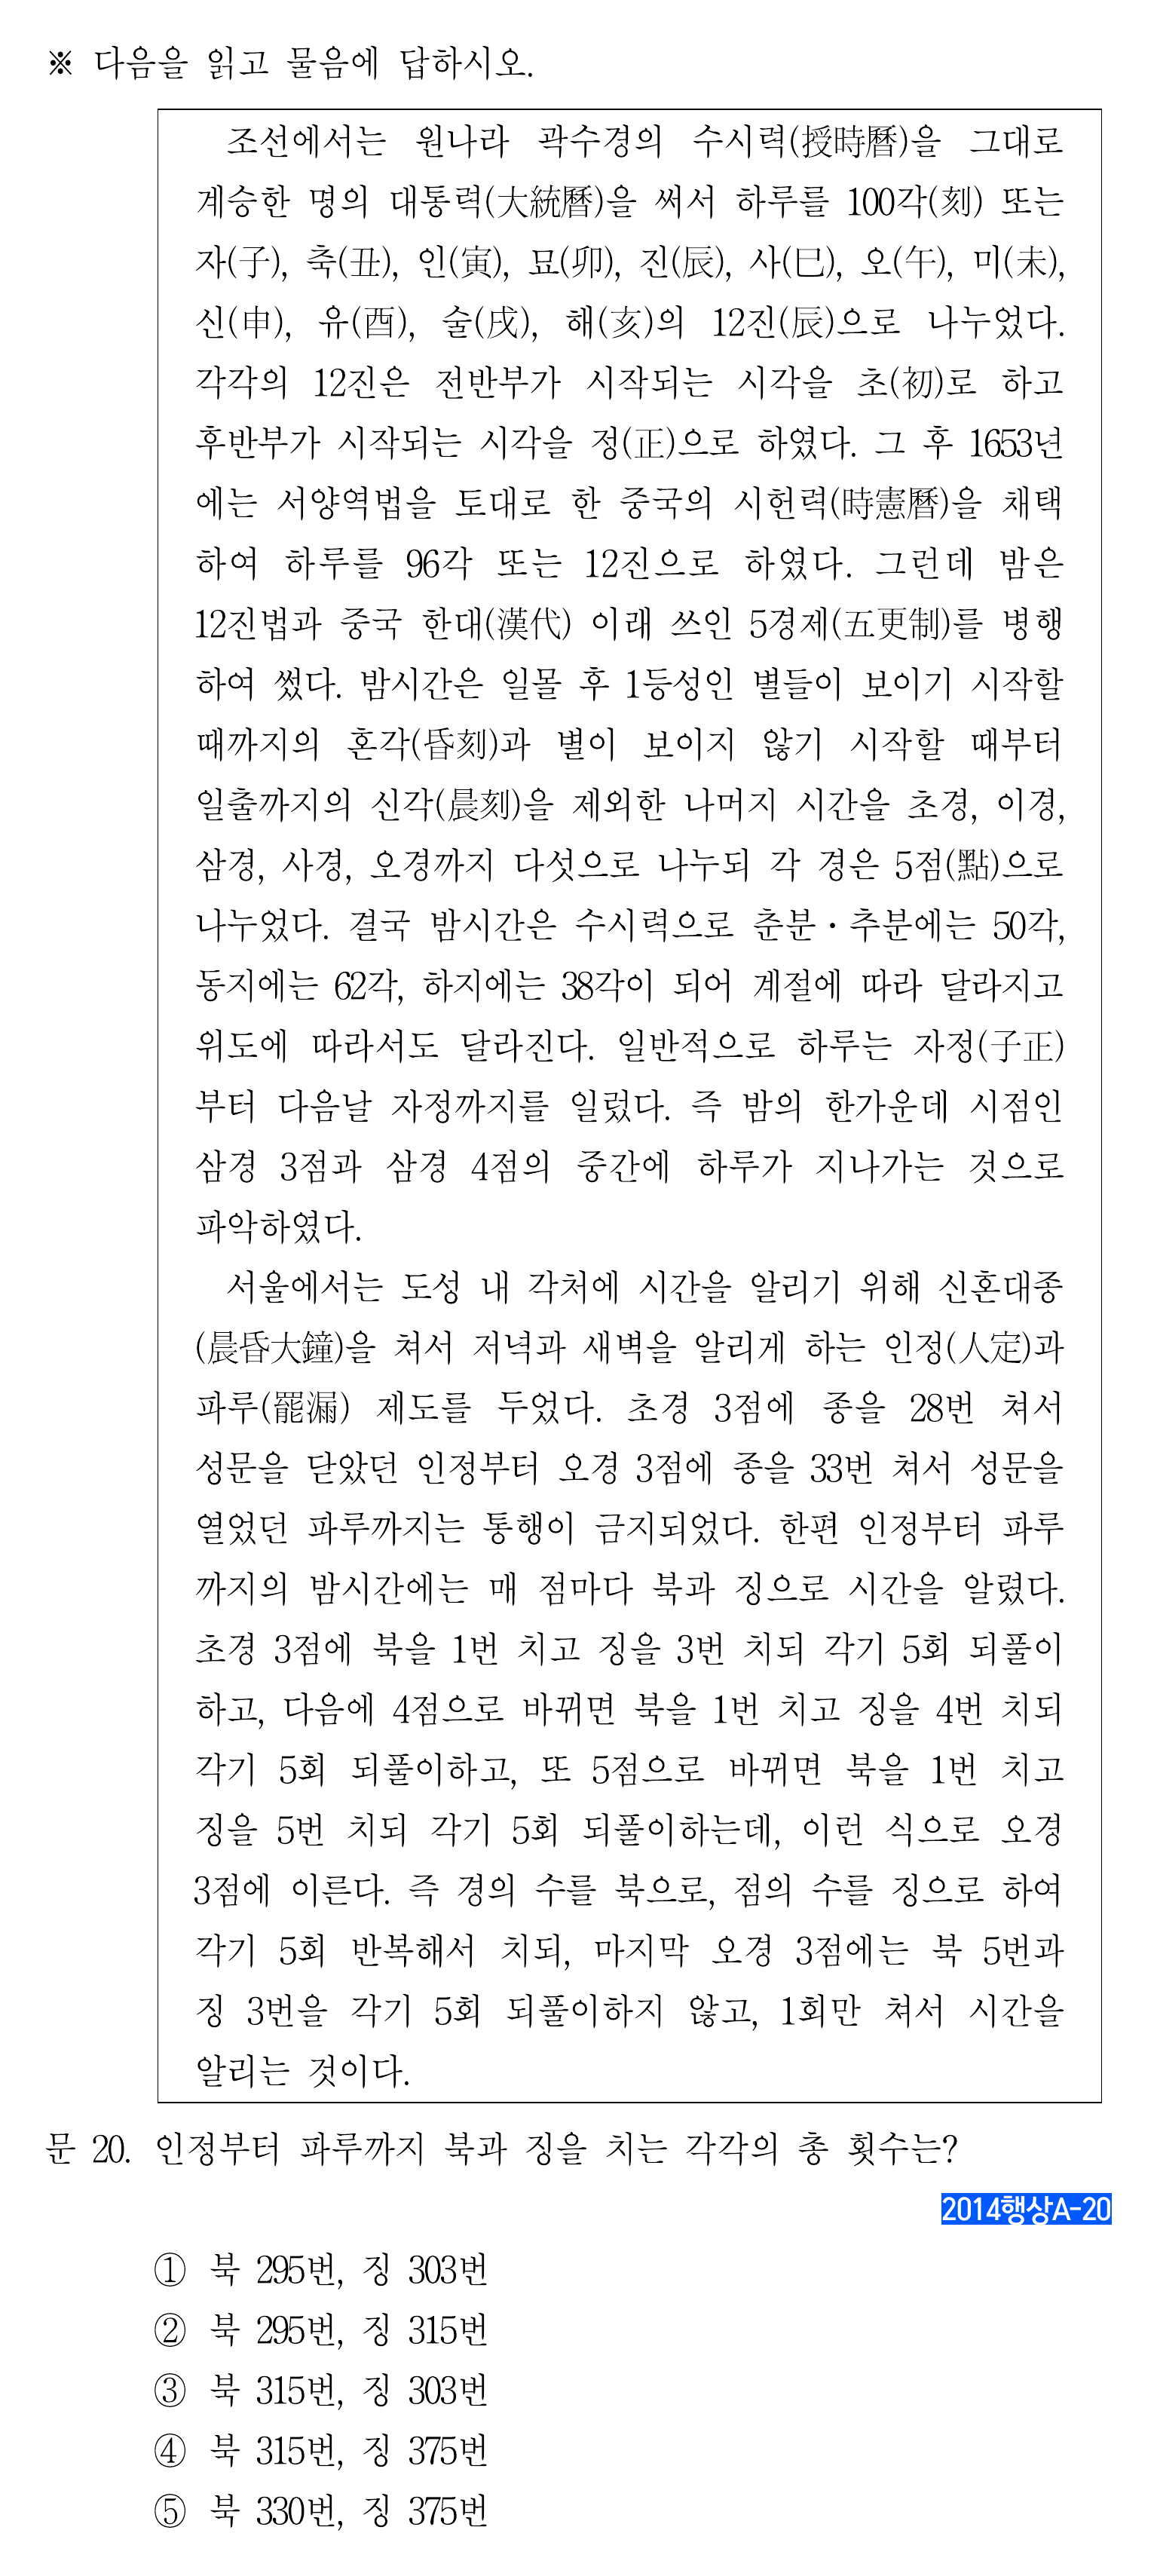 ※ 다음을 읽고 물음에 답하시오.
조선에서는 원나라 곽수경의 수시력(授時曆)을 그대로
계승한 명의 대통력(大統曆)을 써서 하루를 100각(刻) 또는
자(子), 축(丑), 인(寅), 묘(卯), 진(辰), 사(巳), 오(午), 미(未),
신(申), 유(酉), 술(戌), 해(亥)의 12진(辰)으로 나누었다.
각각의 12진은 전반부가 시작되는 시각을 초(初)로 하고
후반부가 시작되는 시각을 정(正)으로 하였다. 그 후 1653년
에는 서양역법을 토대로 한 중국의 시헌력(時憲曆)을 채택
하여 하루를 96각 또는 12진으로 하였다. 그런데 밤은
12진법과 중국 한대(漢代) 이래 쓰인 5경제(五更制)를 병행
하여 썼다. 밤시간은 일몰 후 1등성인 별들이 보이기 시작할
때까지의 혼각(昏刻)과 별이 보이지 않기 시작할 때부터
일출까지의 신각(晨刻)을 제외한 나머지 시간을 초경, 이경,
삼경, 사경, 오경까지 다섯으로 나누되 각 경은 5점(點)으로
나누었다. 결국 밤시간은 수시력으로 춘분·추분에는 50각,
동지에는 62각, 하지에는 38각이 되어 계절에 따라 달라지고
위도에 따라서도 달라진다. 일반적으로 하루는 자정(子正)
부터 다음날 자정까지를 일렀다. 즉 밤의 한가운데 시점인
삼경 3점과 삼경 4점의 중간에 하루가 지나가는 것으로
파악하였다.
서울에서는 도성 내 각처에 시간을 알리기 위해 신혼대종
(晨昏大鐘)을 쳐서 저녁과 새벽을 알리게 하는 인정(人定)과
파루(罷漏) 제도를 두었다. 초경 3점에 종을 28번 쳐서
성문을 닫았던 인정부터 오경 3점에 종을 33번 쳐서 성문을
열었던 파루까지는 통행이 금지되었다. 한편 인정부터 파루
까지의 밤시간에는 매 점마다 북과 징으로 시간을 알렸다.
초경 3점에 북을 1번 치고 징을 3번 치되 각기 5회 되풀이
하고, 다음에 4점으로 바뀌면 북을 1번 치고 징을 4번 치되
각기 5회 되풀이하고, 또 5점으로 바뀌면 북을 1번 치고
징을 5번 치되 각기 5회 되풀이하는데, 이런 식으로 오경
3점에 이른다. 즉 경의 수를 북으로, 점의 수를 징으로 하여
각기 5회 반복해서 치되, 마지막 오경 3점에는 북 5번과
징 3번을 각기 5회 되풀이하지 않고, 1회만 쳐서 시간을
알리는 것이다.
문 20. 인정부터 파루까지 북과 징을 치는 각각의 총 횟수는?
2014행상A-20
① 북 295번, 징 303번
② 북 295번, 징 315번
③ 북 315번, 징 303번
④ 북 315번, 징 375번
⑤ 북 330번, 징 375번